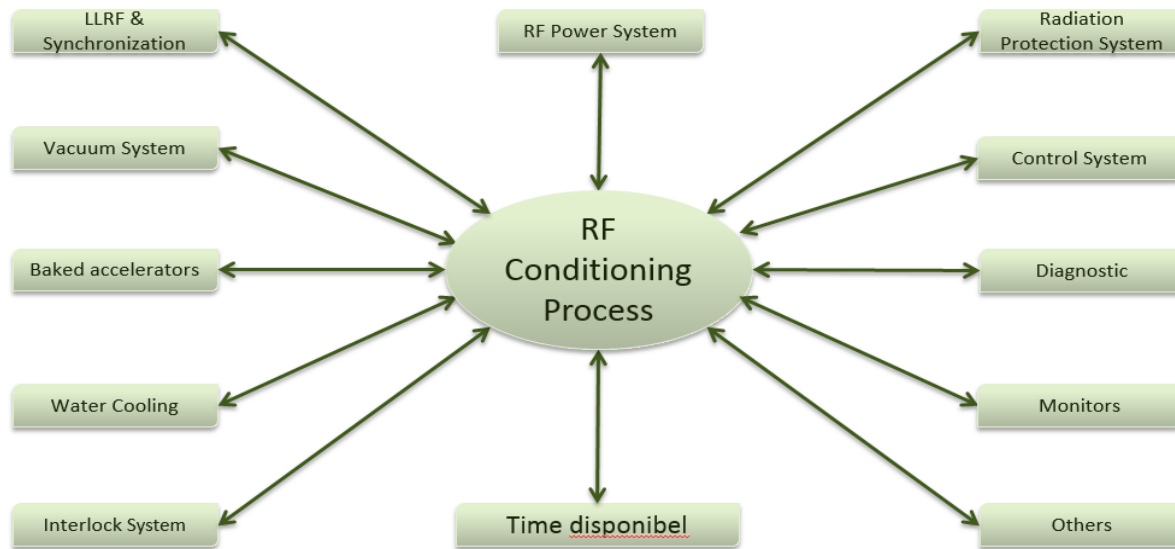 LLRF &
Synchronization
RF Power System
Radiation
Protection System
Vacuum System
Control System
RF
Conditioning
Process
Baked accelerators
Diagnostic
Water Cooling
Monitors
Interlock System
Time disponibel
Others